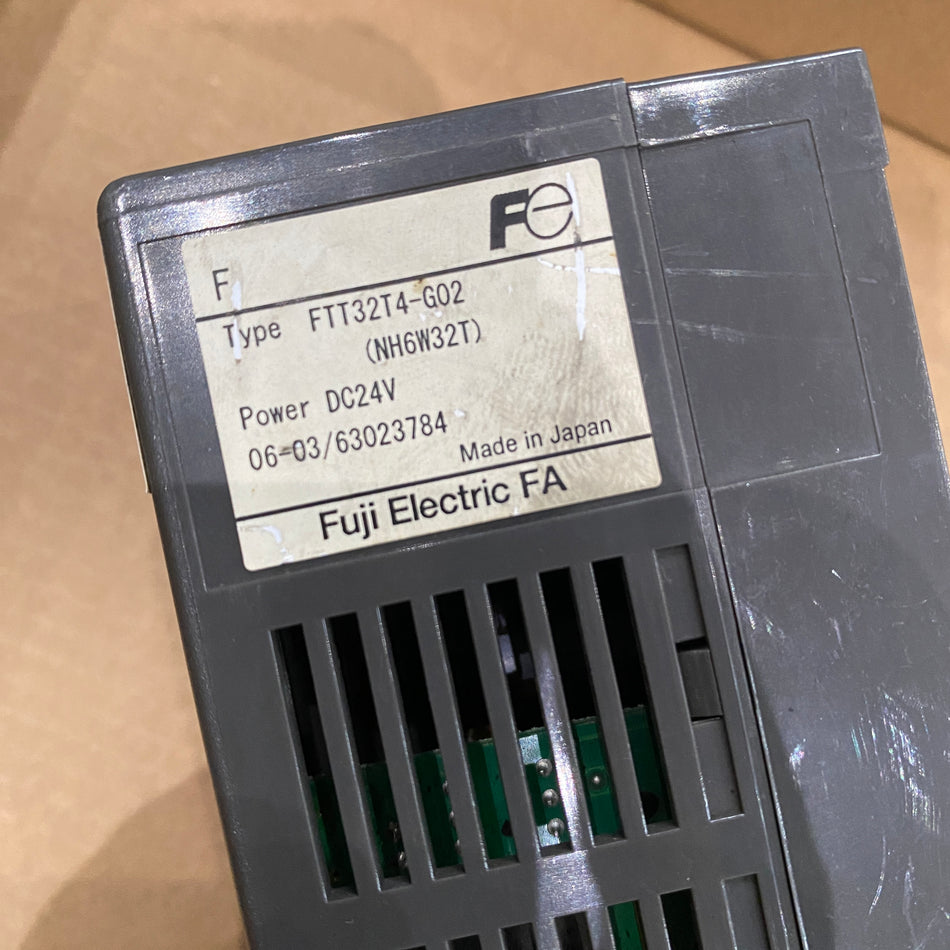 Fe
F
Type FTT32T4-G02
(NH6W32T)
Power DC24V
06-03/63023784
Made in Japan
Fuji Electric FA